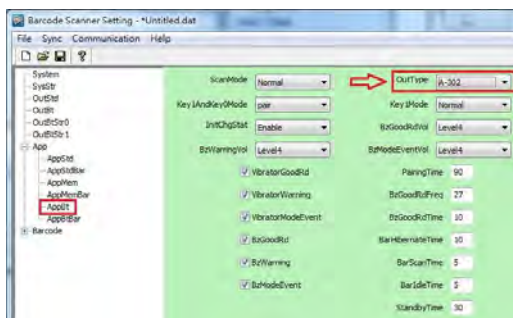 Barcode Scanner Setting - *Untitled.dat
File Sync Communication Help
System
SysStr
OutStd
OutBt
OutBtStr0
OutBtStr1
App
AppStd
AppStdBar
AppMem
AppMemBar
AppBt
AppBtBar
Barcode
ScanMode Normal OutType A-302
Key1AndKey0Mode pair Key1Mode Normal
InitChgStat Enable BzGoodRdVol Level4
BzWarningVol Level4 BzModeEventVol Level4
VibratorGoodRd PairingTime 90
VibratorWarning BzGoodRdFreq 27
VibratorModeEvent BzGoodRdTime 10
BzGoodRd BarHibernateTime 10
BzWarning BarScanTime 5
BzModeEvent BarIdleTime 5
StandbyTime 30